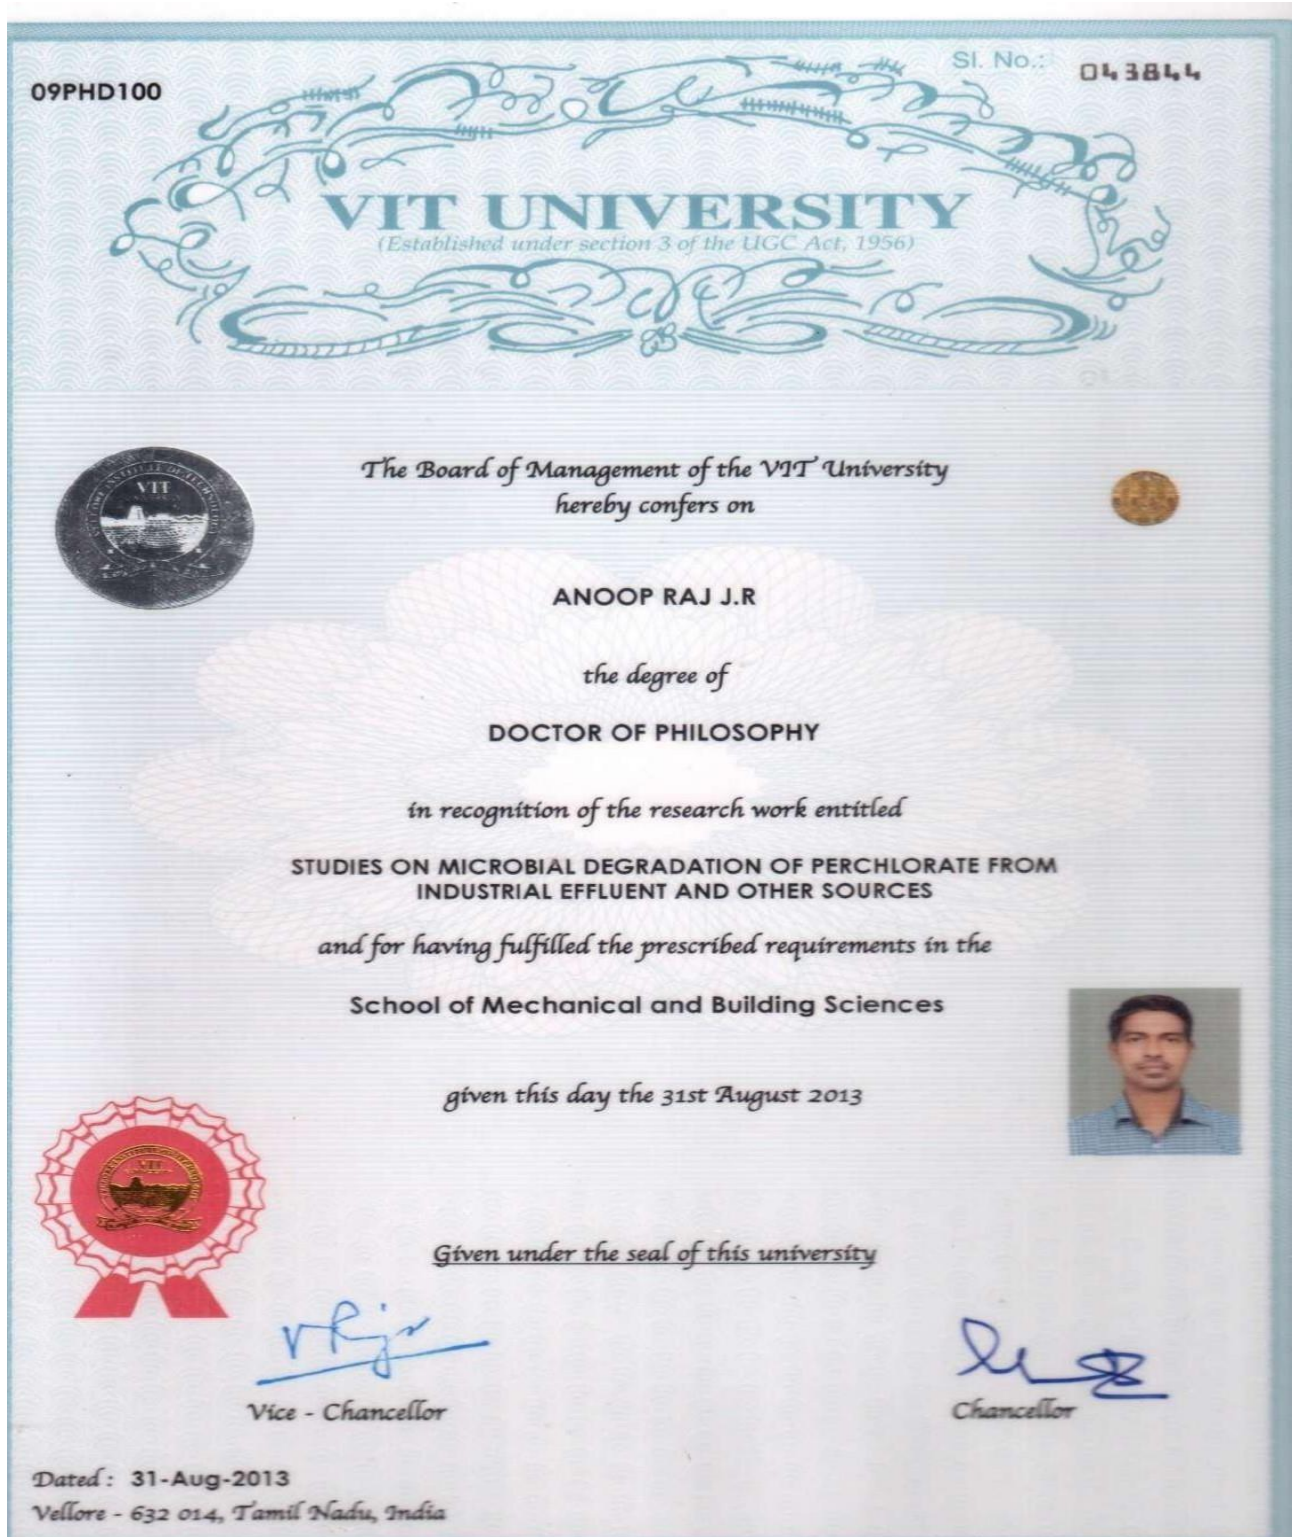 09PHD100
Sl. No.: 043844
VIT UNIVERSITY
(Established under section 3 of the UGC Act, 1956)
The Board of Management of the VIT University
hereby confers on
VIT
ANOOP RAJ J.R
the degree of
DOCTOR OF PHILOSOPHY
in recognition of the research work entitled
STUDIES ON MICROBIAL DEGRADATION OF PERCHLORATE FROM
INDUSTRIAL EFFLUENT AND OTHER SOURCES
and for having fulfilled the prescribed requirements in the
School of Mechanical and Building Sciences
given this day the 31st August 2013
VIT
Given under the seal of this university
Vice - Chancellor
Chancellor
Dated : 31-Aug-2013
Vellore - 632 014, Tamil Nadu, India